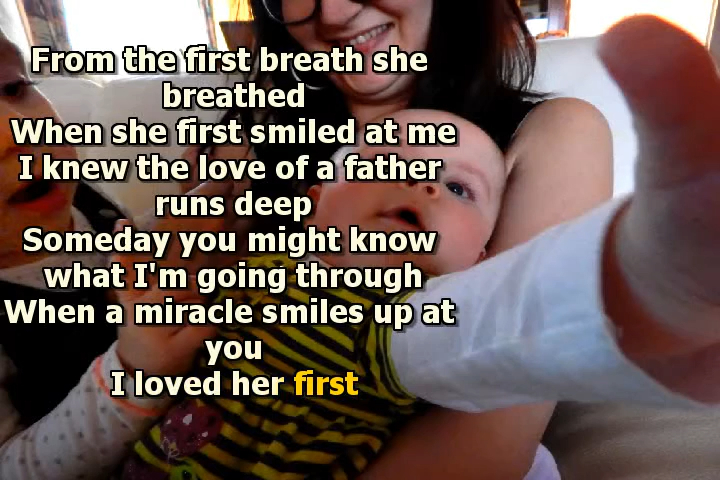 From the first breath she
breathed
When she first smiled at me
I knew the love of a father
runs deep
Someday you might know
what I'm going through
When a miracle smiles up at
you
I loved her first